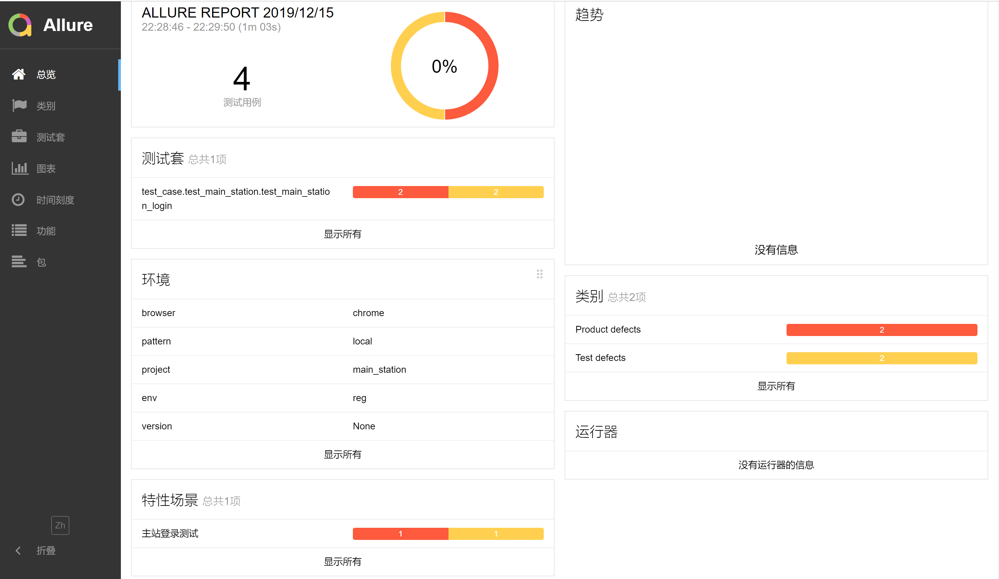 Allure
总览
类别
测试套
图表
时间刻度
功能
包
Zh
折叠
ALLURE REPORT 2019/12/15
22:28:46 - 22:29:50 (1m 03s)
4
测试用例
0%
测试套 总共1项
test_case.test_main_station.test_main_statio
n_login
2 2
显示所有
环境
browser chrome
pattern local
project main_station
env reg
version None
显示所有
特性场景 总共1项
主站登录测试 1 1
显示所有
趋势
没有信息
类别 总共2项
Product defects 2
Test defects 2
显示所有
运行器
没有运行器的信息